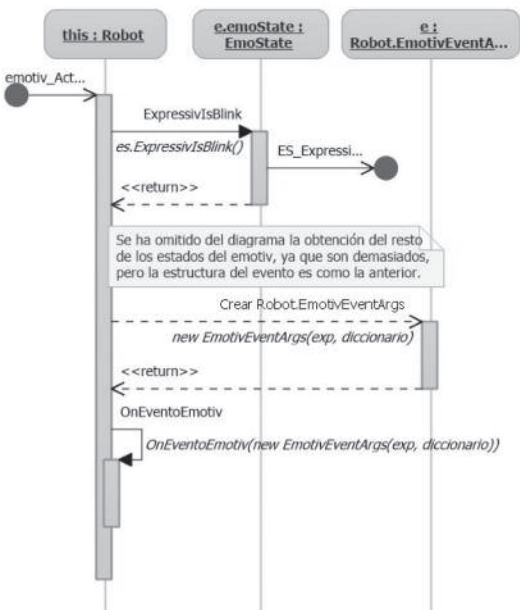 this : Robot
e.emoState :
EmoState
e :
Robot.EmotivEventA...
emotiv_Act...
ExpressivIsBlink
es.ExpressivIsBlink()
ES_Expressi...
<<return>>
Se ha omitido del diagrama la obtención del resto
de los estados del emotiv, ya que son demasiados,
pero la estructura del evento es como la anterior.
Crear Robot.EmotivEventArgs
new EmotivEventArgs(exp, diccionario)
<<return>>
OnEventoEmotiv
OnEventoEmotiv(new EmotivEventArgs(exp, diccionario))